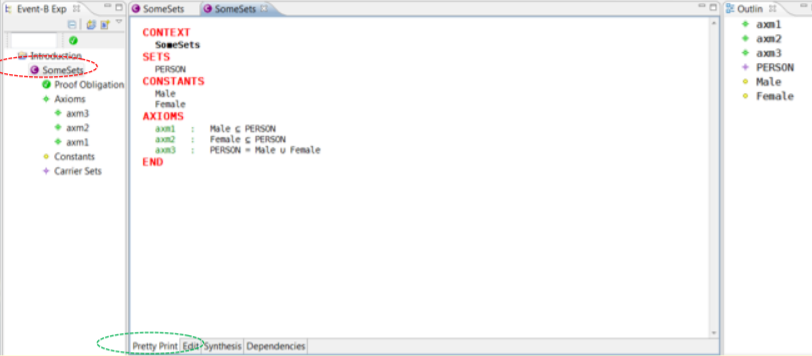 Event-B Exp
Introduction
SomeSets
Proof Obligation
Axioms
axm3
axm2
axm1
Constants
Carrier Sets
SomeSets
SomeSets
CONTEXT
SomeSets
SETS
PERSON
CONSTANTS
Male
Female
AXIOMS
axm1 : Male ⊆ PERSON
axm2 : Female ⊆ PERSON
axm3 : PERSON = Male ∪ Female
END
Pretty Print Edit Synthesis Dependencies
Outlin
axm1
axm2
axm3
PERSON
Male
Female